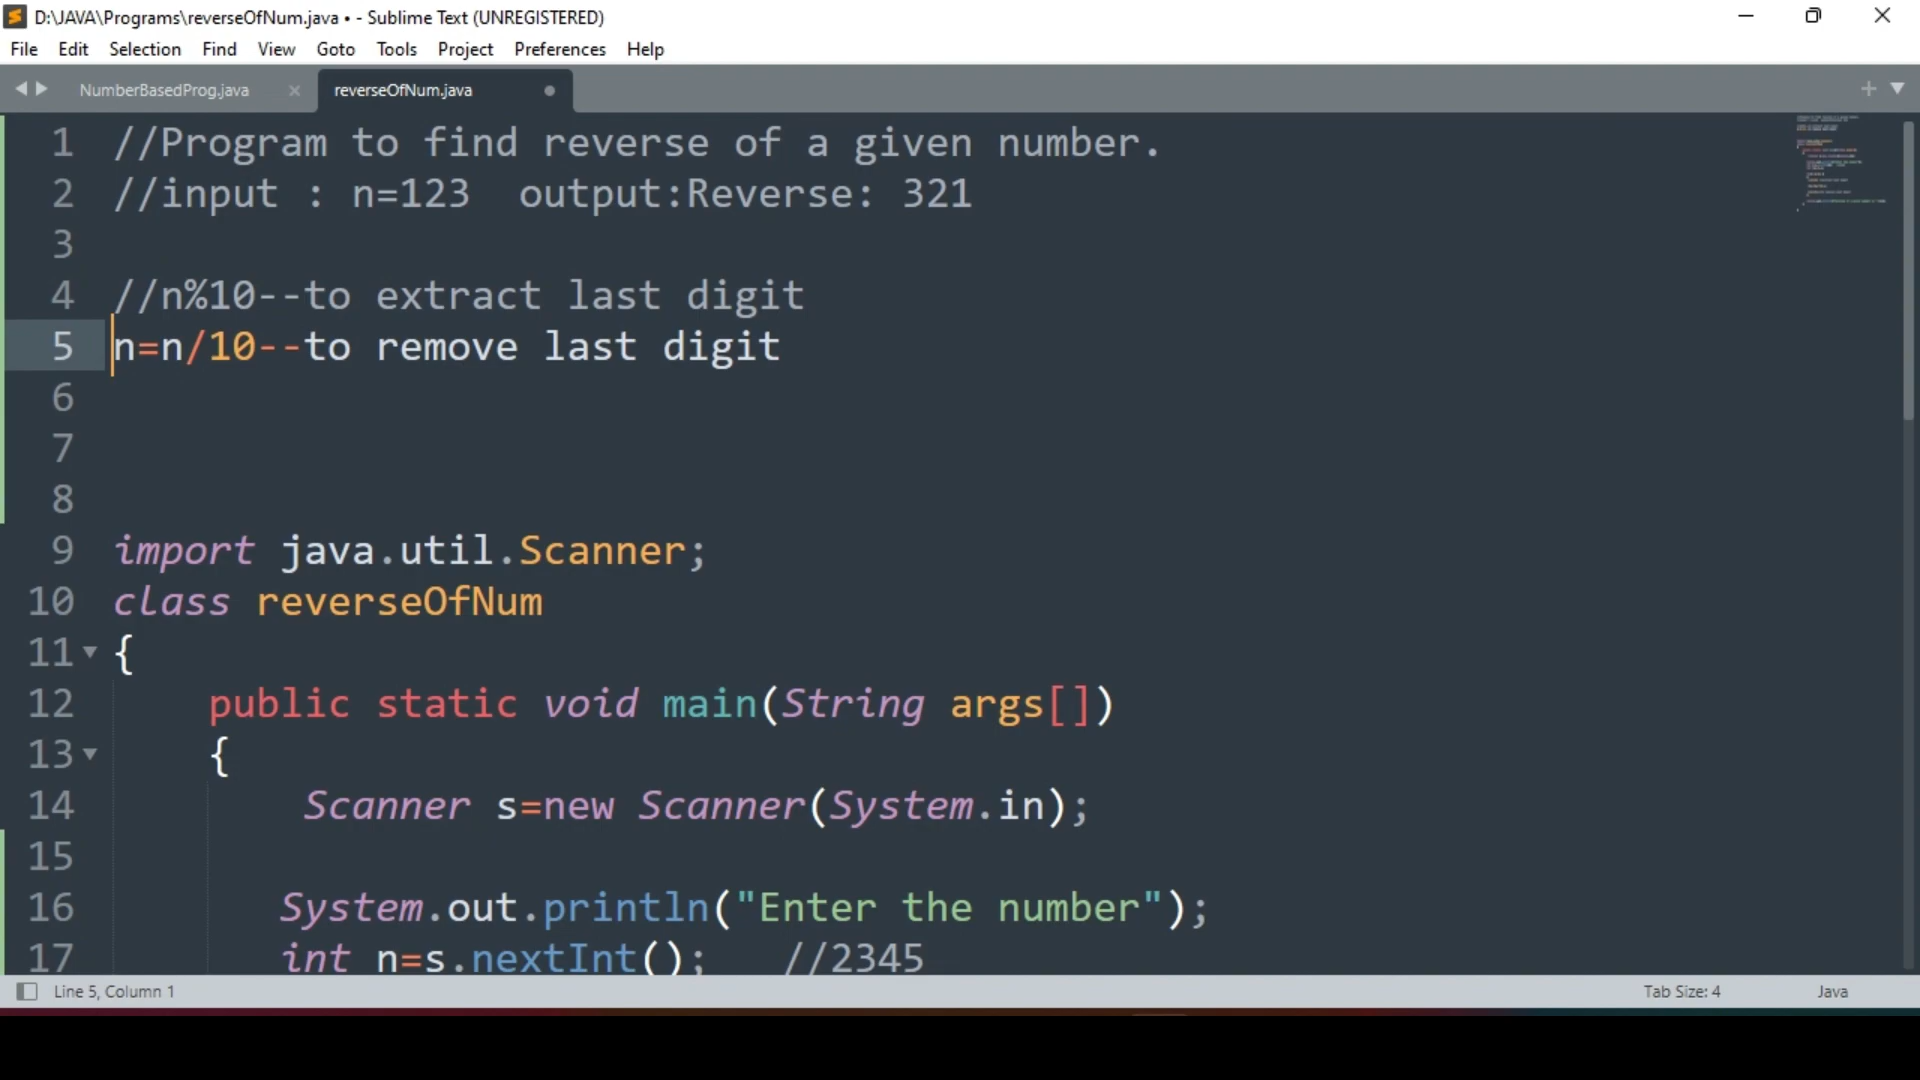 D:\JAVA\Programs\reverseOfNum.java • - Sublime Text (UNREGISTERED)
File Edit Selection Find View Goto Tools Project Preferences Help
NumberBasedProg.java reverseOfNum.java
1 //Program to find reverse of a given number.
2 //input : n=123  output:Reverse: 321
3
4 //n%10--to extract last digit
5 n=n/10--to remove last digit
6
7
8
9 import java.util.Scanner;
10 class reverseOfNum
11 {
12 public static void main(String args[])
13 {
14 Scanner s=new Scanner(System.in);
15
16 System.out.println("Enter the number");
17 int n=s.nextInt();   //2345
Line 5, Column 1 Tab Size: 4 Java